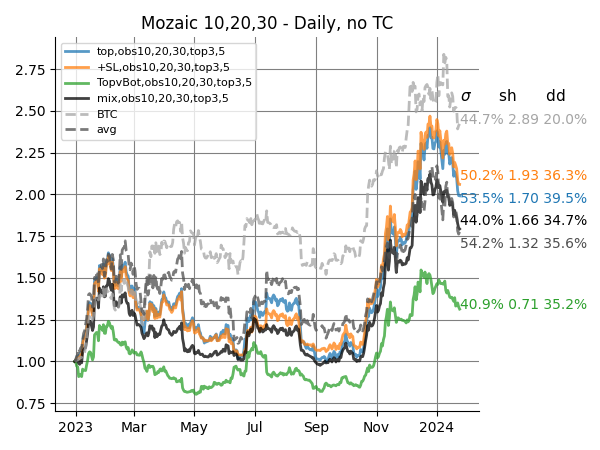 Mozaic 10,20,30 - Daily, no TC
top,obs10,20,30,top3,5
+SL,obs10,20,30,top3,5
TopvBot,obs10,20,30,top3,5
mix,obs10,20,30,top3,5
BTC
avg
2.75
2.50
2.25
2.00
1.75
1.50
1.25
1.00
0.75
σ sh dd
44.7% 2.89 20.0%
50.2% 1.93 36.3%
53.5% 1.70 39.5%
44.0% 1.66 34.7%
54.2% 1.32 35.6%
40.9% 0.71 35.2%
2023 Mar May Jul Sep Nov 2024